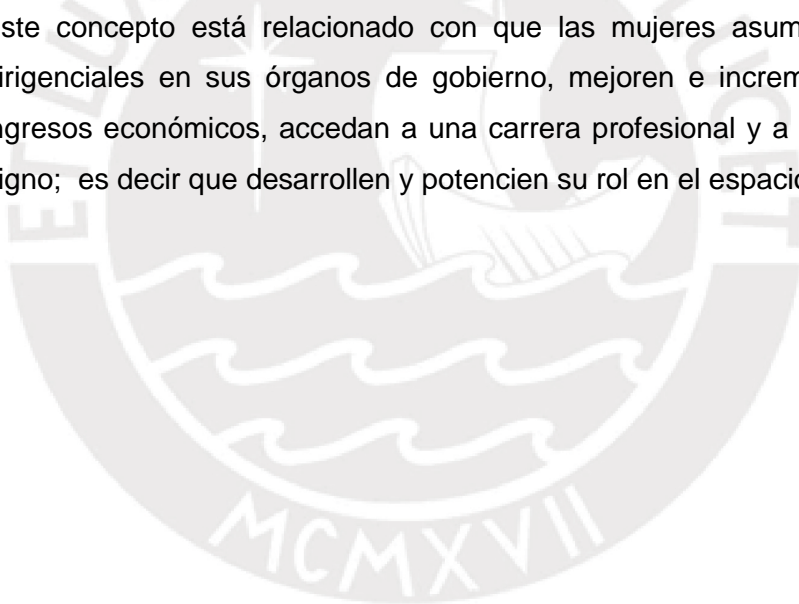 ste concepto está relacionado con que las mujeres asum
irigenciales en sus órganos de gobierno, mejoren e increm
ngresos económicos, accedan a una carrera profesional y a
igno; es decir que desarrollen y potencien su rol en el espacio
MCMXVII